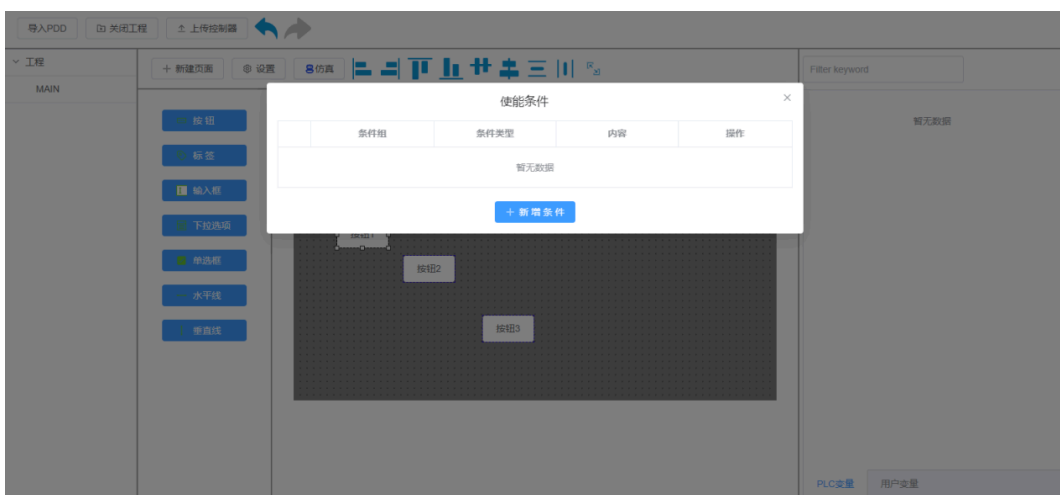 导入PDD 关闭工程 上传控制器
工程
MAIN
新建页面 设置 仿真
Filter keyword
使能条件
条件组 条件类型 内容 操作
暂无数据
新增条件
按钮
标签
输入框
下拉选项
单选框
水平线
垂直线
按钮1
按钮2
按钮3
暂无数据
PLC变量 用户变量